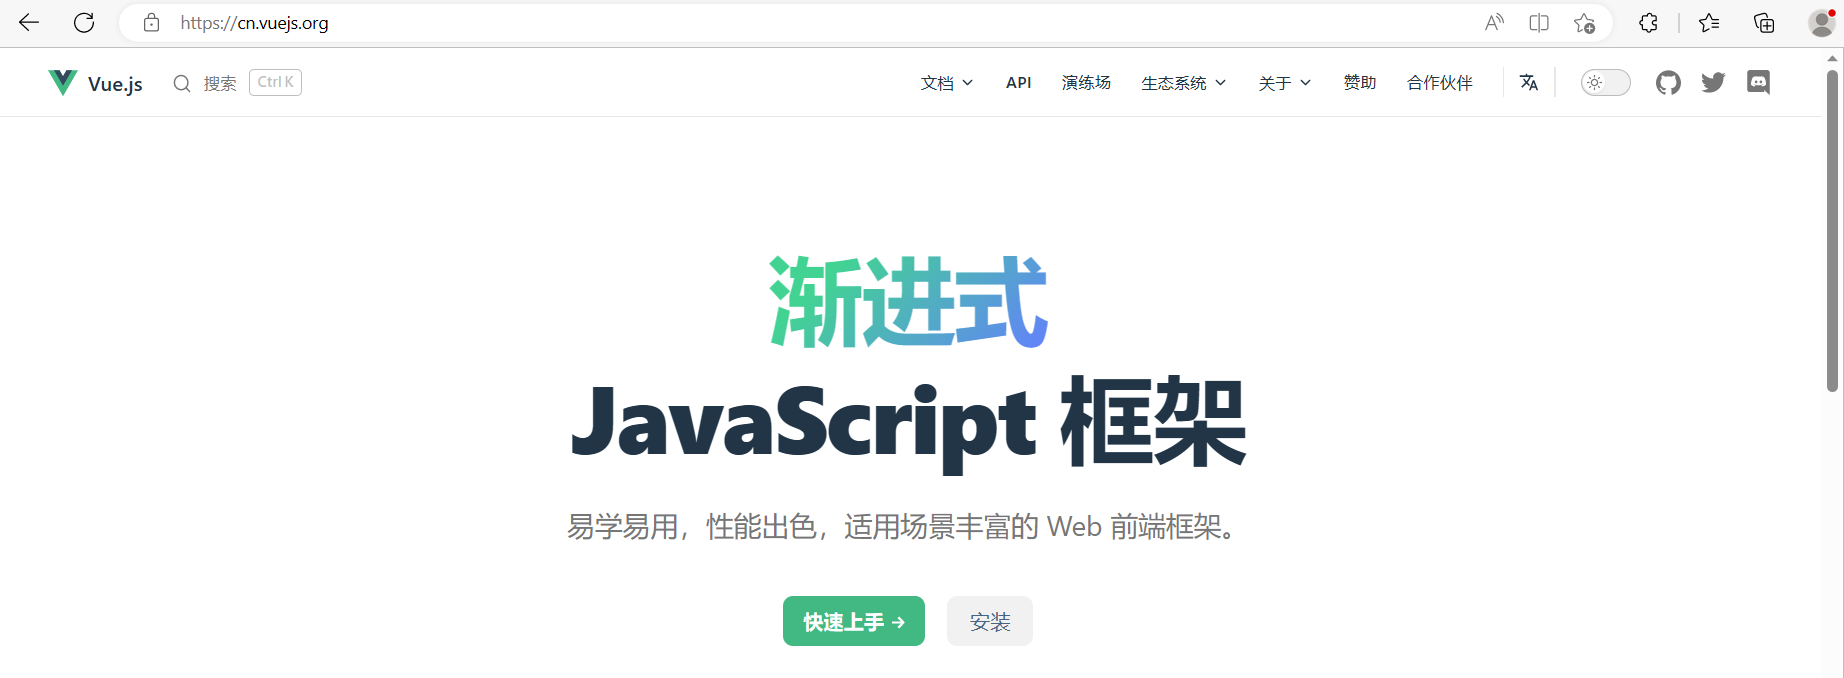 https://cn.vuejs.org
Vue.js 搜索 Ctrl K 文档 API 演练场 生态系统 关于 赞助 合作伙伴
渐进式
JavaScript 框架
易学易用，性能出色，适用场景丰富的 Web 前端框架。
快速上手 → 安装